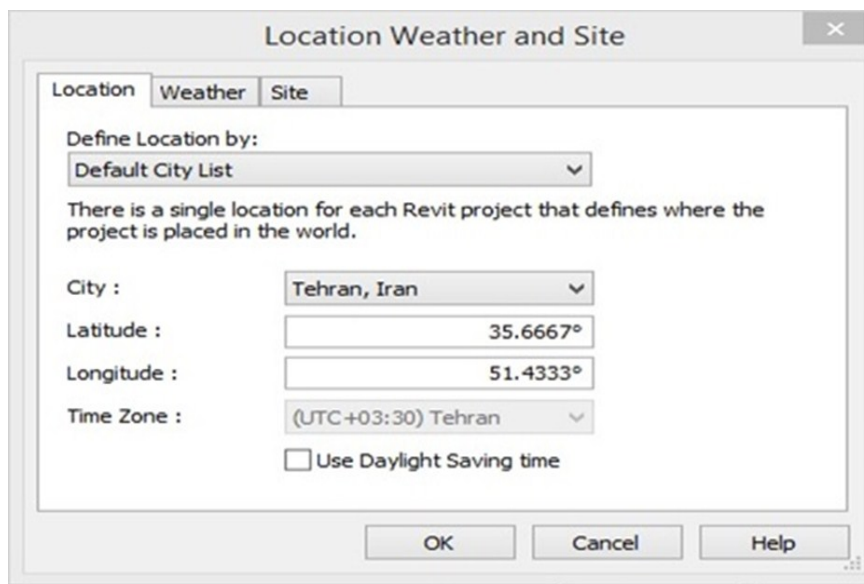 Location Weather and Site
Location Weather Site
Define Location by:
Default City List
There is a single location for each Revit project that defines where the
project is placed in the world.
City : Tehran, Iran
Latitude : 35.6667°
Longitude : 51.4333°
Time Zone : (UTC+03:30) Tehran
Use Daylight Saving time
OK Cancel Help